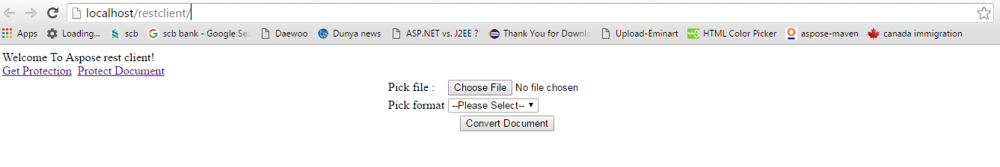 localhost/restclient/
Apps Loading... scb scb bank - Google Se Daewoo Dunya news ASP.NET vs. J2EE ? Thank You for Downlo Upload-Eminart HTML Color Picker aspose-maven canada immigration
Welcome To Aspose rest client!
Get Protection Protect Document
Pick file : Choose File No file chosen
Pick format --Please Select--
Convert Document